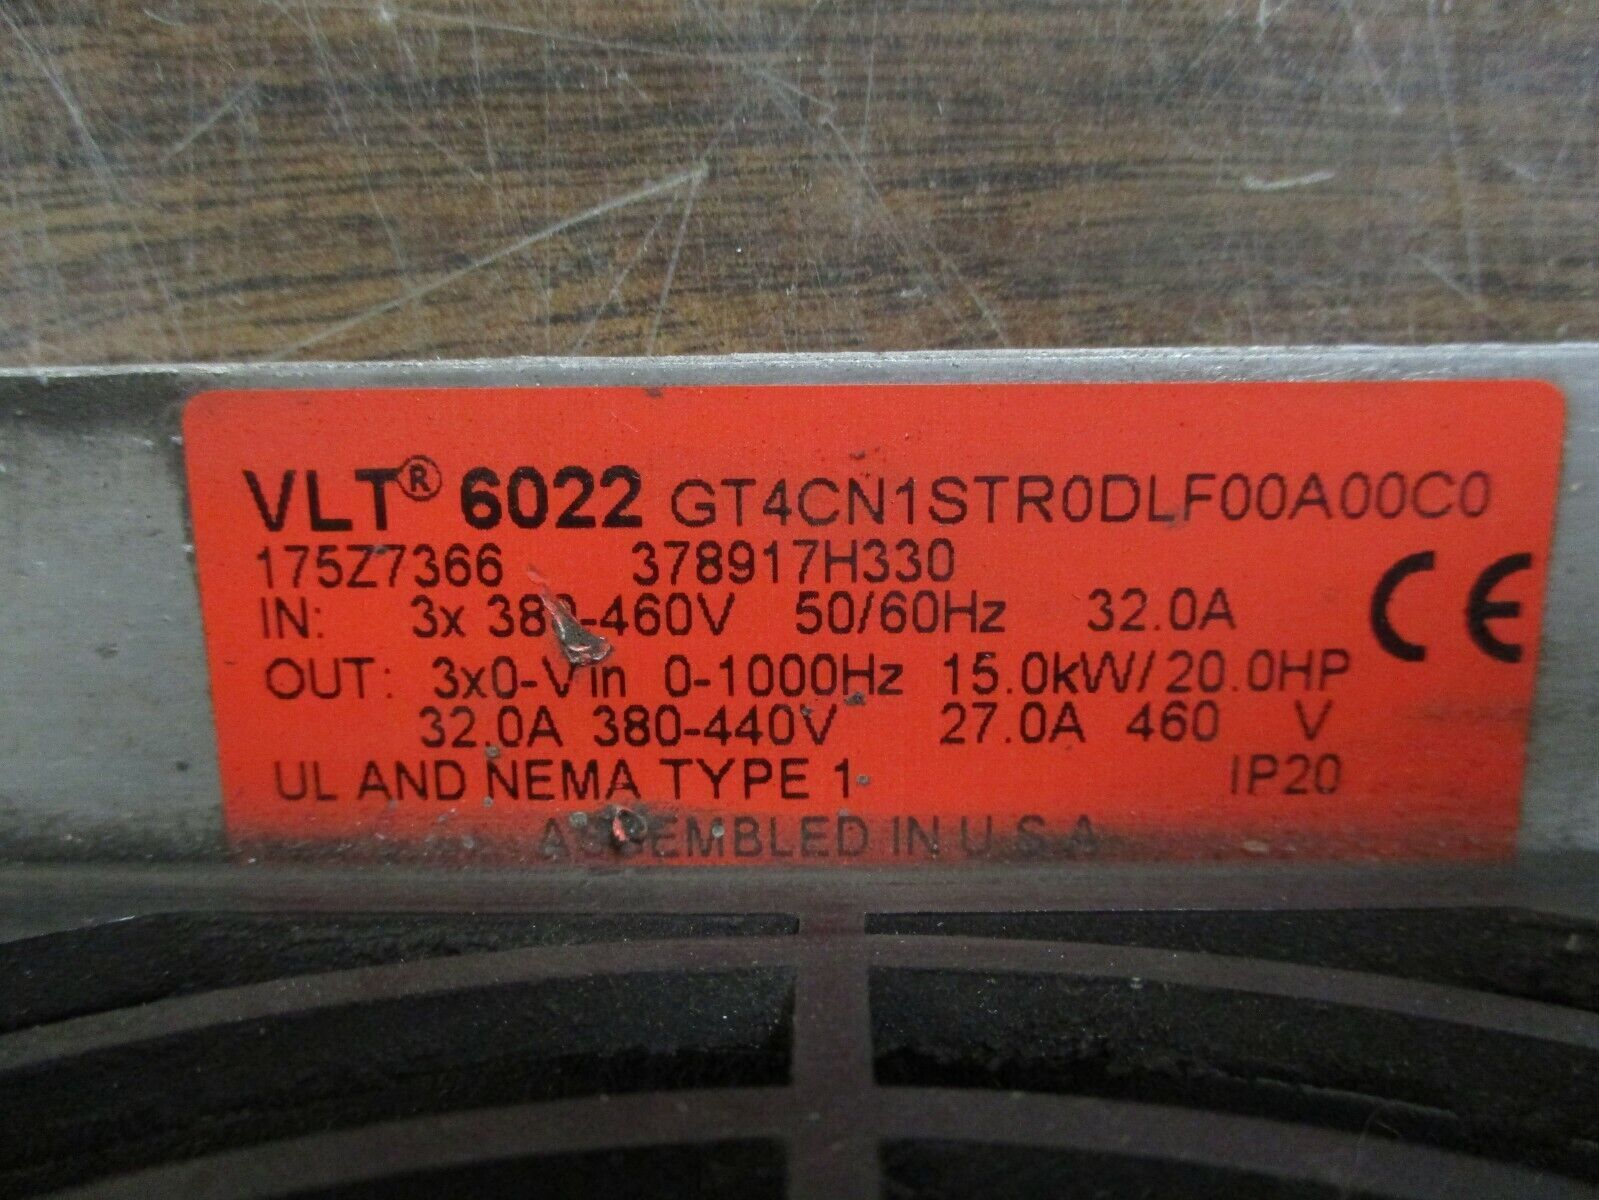 VLT® 6022 GT4CN1STR0DLF00A00C0
175Z7366 378917H330
IN: 3x 380-460V 50/60Hz 32.0A
OUT: 3x0-Vin 0-1000Hz 15.0kW/20.0HP
32.0A 380-440V 27.0A 460 V
UL AND NEMA TYPE 1 IP20
ASSEMBLED IN U.S.A
CE